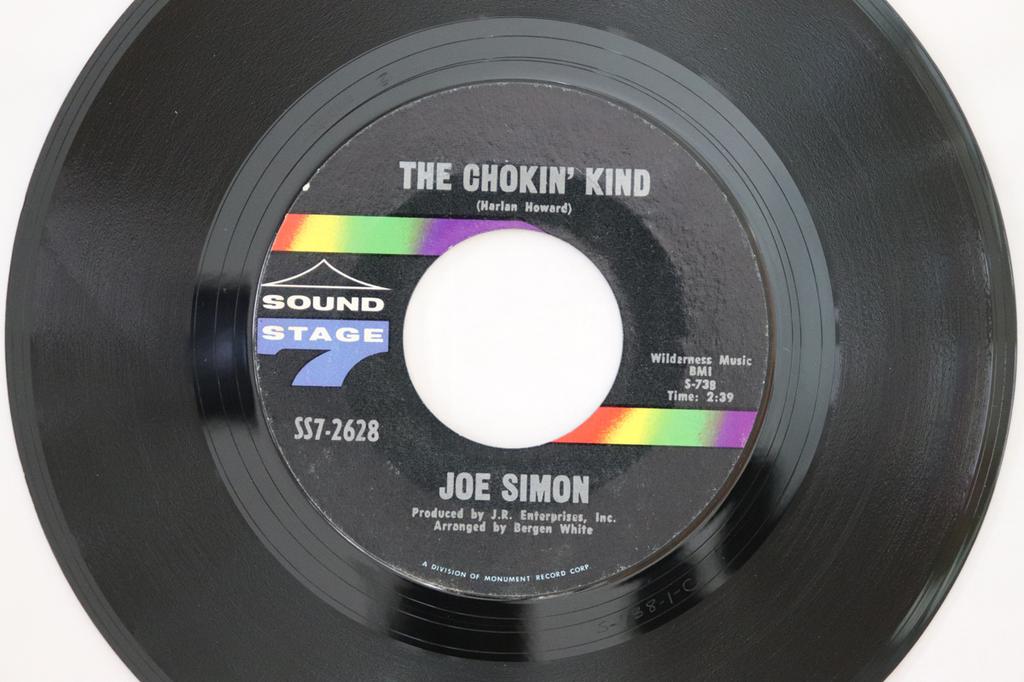 THE CHOKIN' KIND
(Harlan Howard)
SOUND
STAGE
7
Wilderness Music
BMI
S-738
Time: 2:39
SS7-2628
JOE SIMON
Produced by J.R. Enterprises, Inc.
Arranged by Bergen White
A DIVISION OF MONUMENT RECORD CORP.